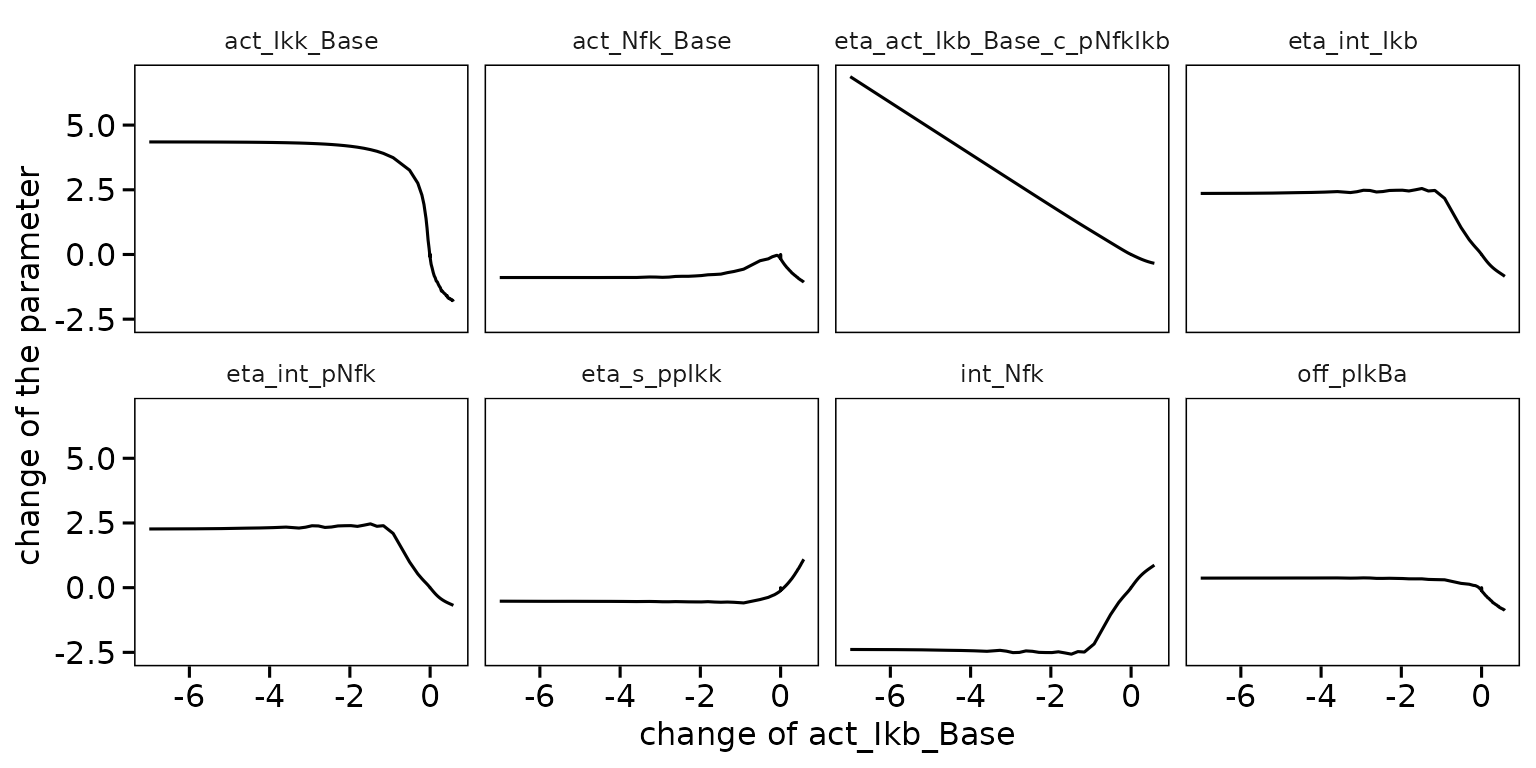 act_Ikk_Base
act_Nfk_Base
eta_act_Ikb_Base_c_pNfkIkb
eta_int_Ikb
5.0
2.5
0.0
-2.5
eta_int_pNfk
eta_s_ppIkk
int_Nfk
off_pIkBa
5.0
2.5
0.0
-2.5
-6 -4 -2 0
-6 -4 -2 0
-6 -4 -2 0
-6 -4 -2 0
change of the parameter
change of act_Ikb_Base